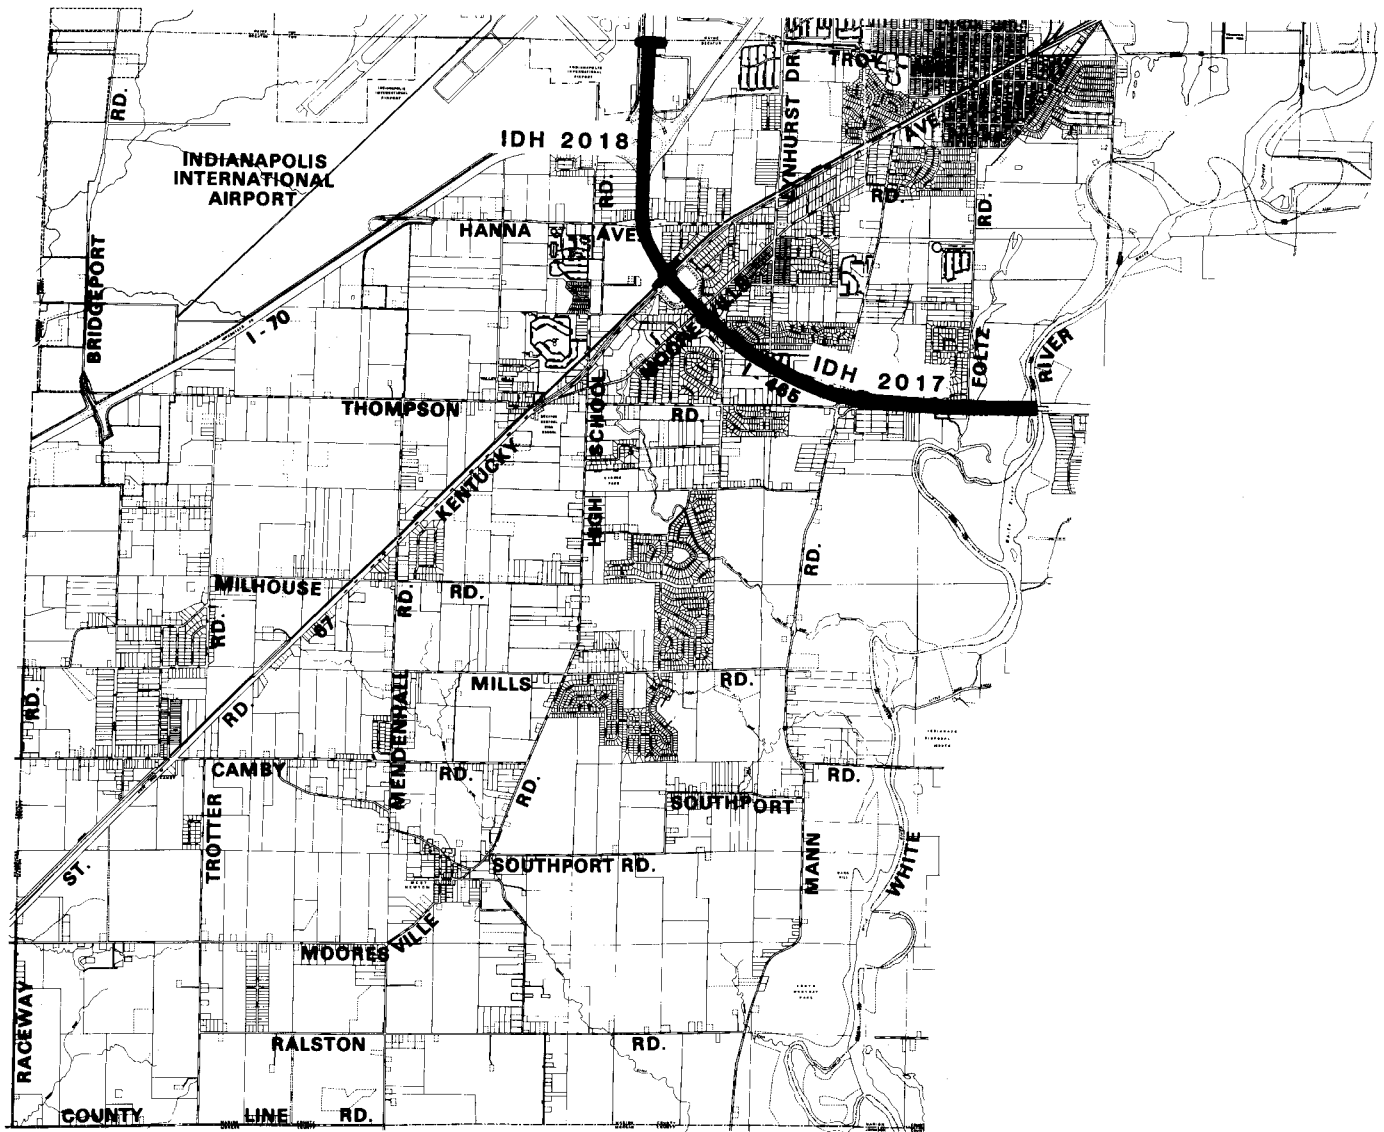 TROY
DR.
RD.
AVE
IDH 2018
WYNHURST
INDIANAPOLIS
INTERNATIONAL
AIRPORT
RD.
RD.
RD.
HANNA AVE.
BRIDGEPORT
I - 70
MOORESVILLE
FOLTZ
RIVER
I - 465
IDH 2017
THOMPSON RD.
SCHOOL
KENTUCKY
HIGH
RD.
MILHOUSE RD.
RD.
RD.
67
MILLS RD.
RD.
RD.
MENDENHALL
CAMBY RD. RD.
RD.
SOUTHPORT
TROTTER
SOUTHPORT RD.
MANN
WHITE
ST.
MOORESVILLE
RACEWAY
RALSTON RD.
COUNTY LINE RD.